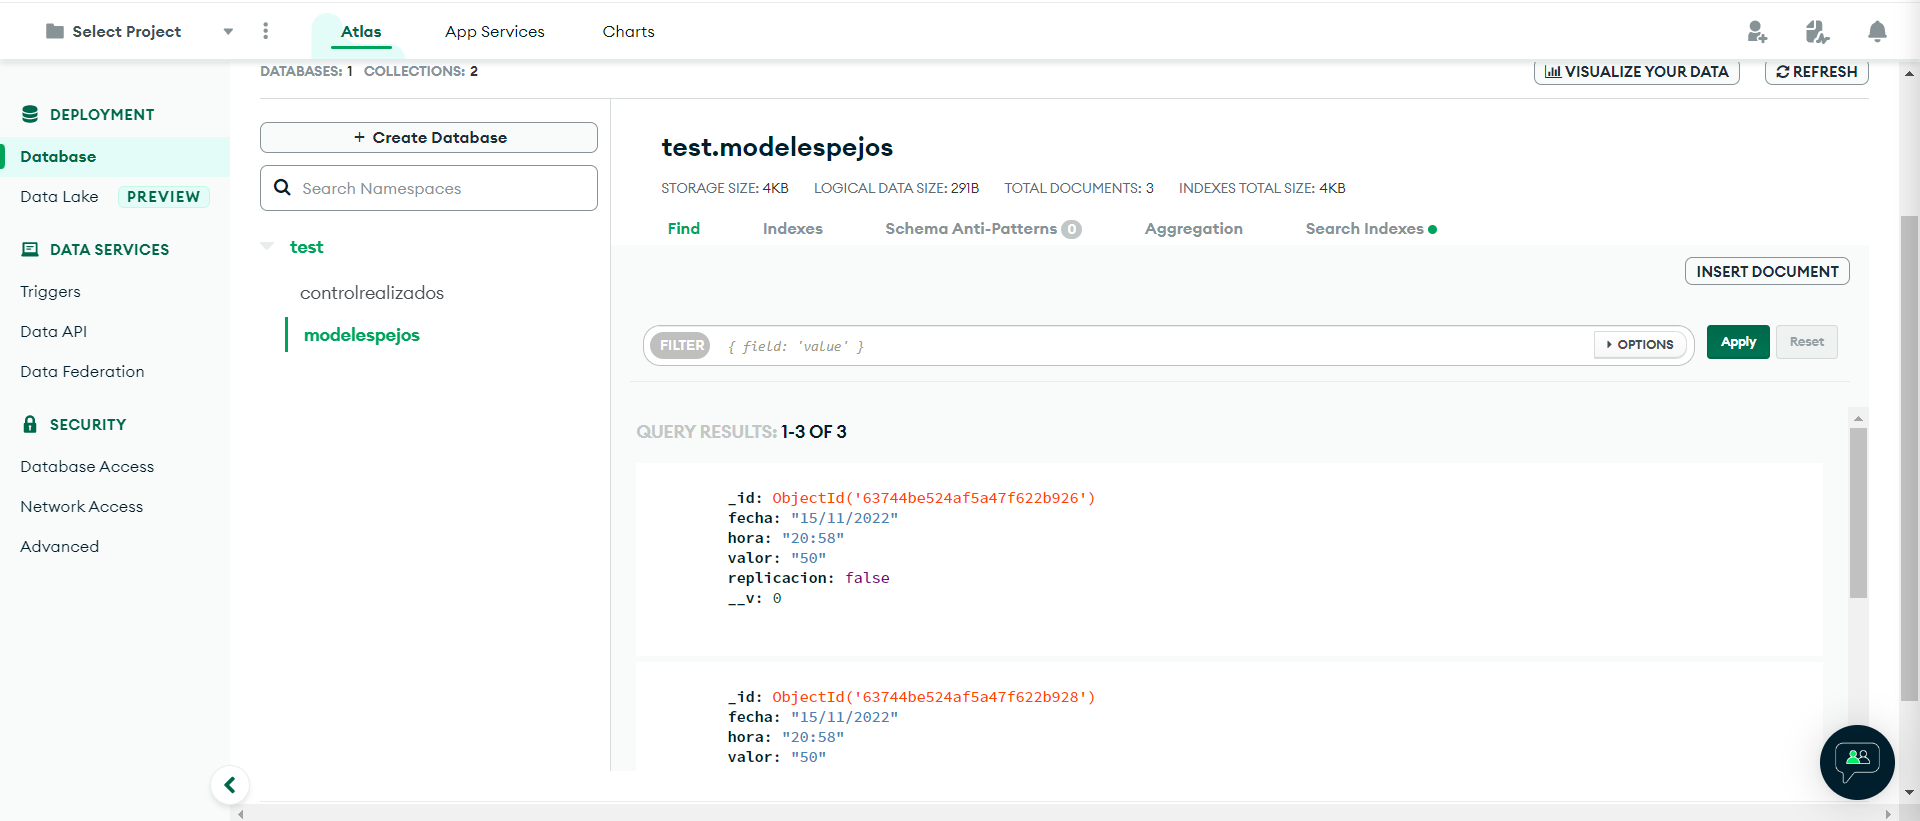 Select Project
Atlas
App Services
Charts
DATABASES: 1 COLLECTIONS: 2
VISUALIZE YOUR DATA
REFRESH
DEPLOYMENT
Database
Data Lake PREVIEW
DATA SERVICES
Triggers
Data API
Data Federation
SECURITY
Database Access
Network Access
Advanced
+ Create Database
Search Namespaces
test
controlrealizados
modelespejos
test.modelespejos
STORAGE SIZE: 4KB LOGICAL DATA SIZE: 291B TOTAL DOCUMENTS: 3 INDEXES TOTAL SIZE: 4KB
Find Indexes Schema Anti-Patterns 0 Aggregation Search Indexes
INSERT DOCUMENT
FILTER { field: 'value' } OPTIONS Apply Reset
QUERY RESULTS: 1-3 OF 3
_id: ObjectId('63744be524af5a47f622b926')
fecha: "15/11/2022"
hora: "20:58"
valor: "50"
replicacion: false
__v: 0
_id: ObjectId('63744be524af5a47f622b928')
fecha: "15/11/2022"
hora: "20:58"
valor: "50"